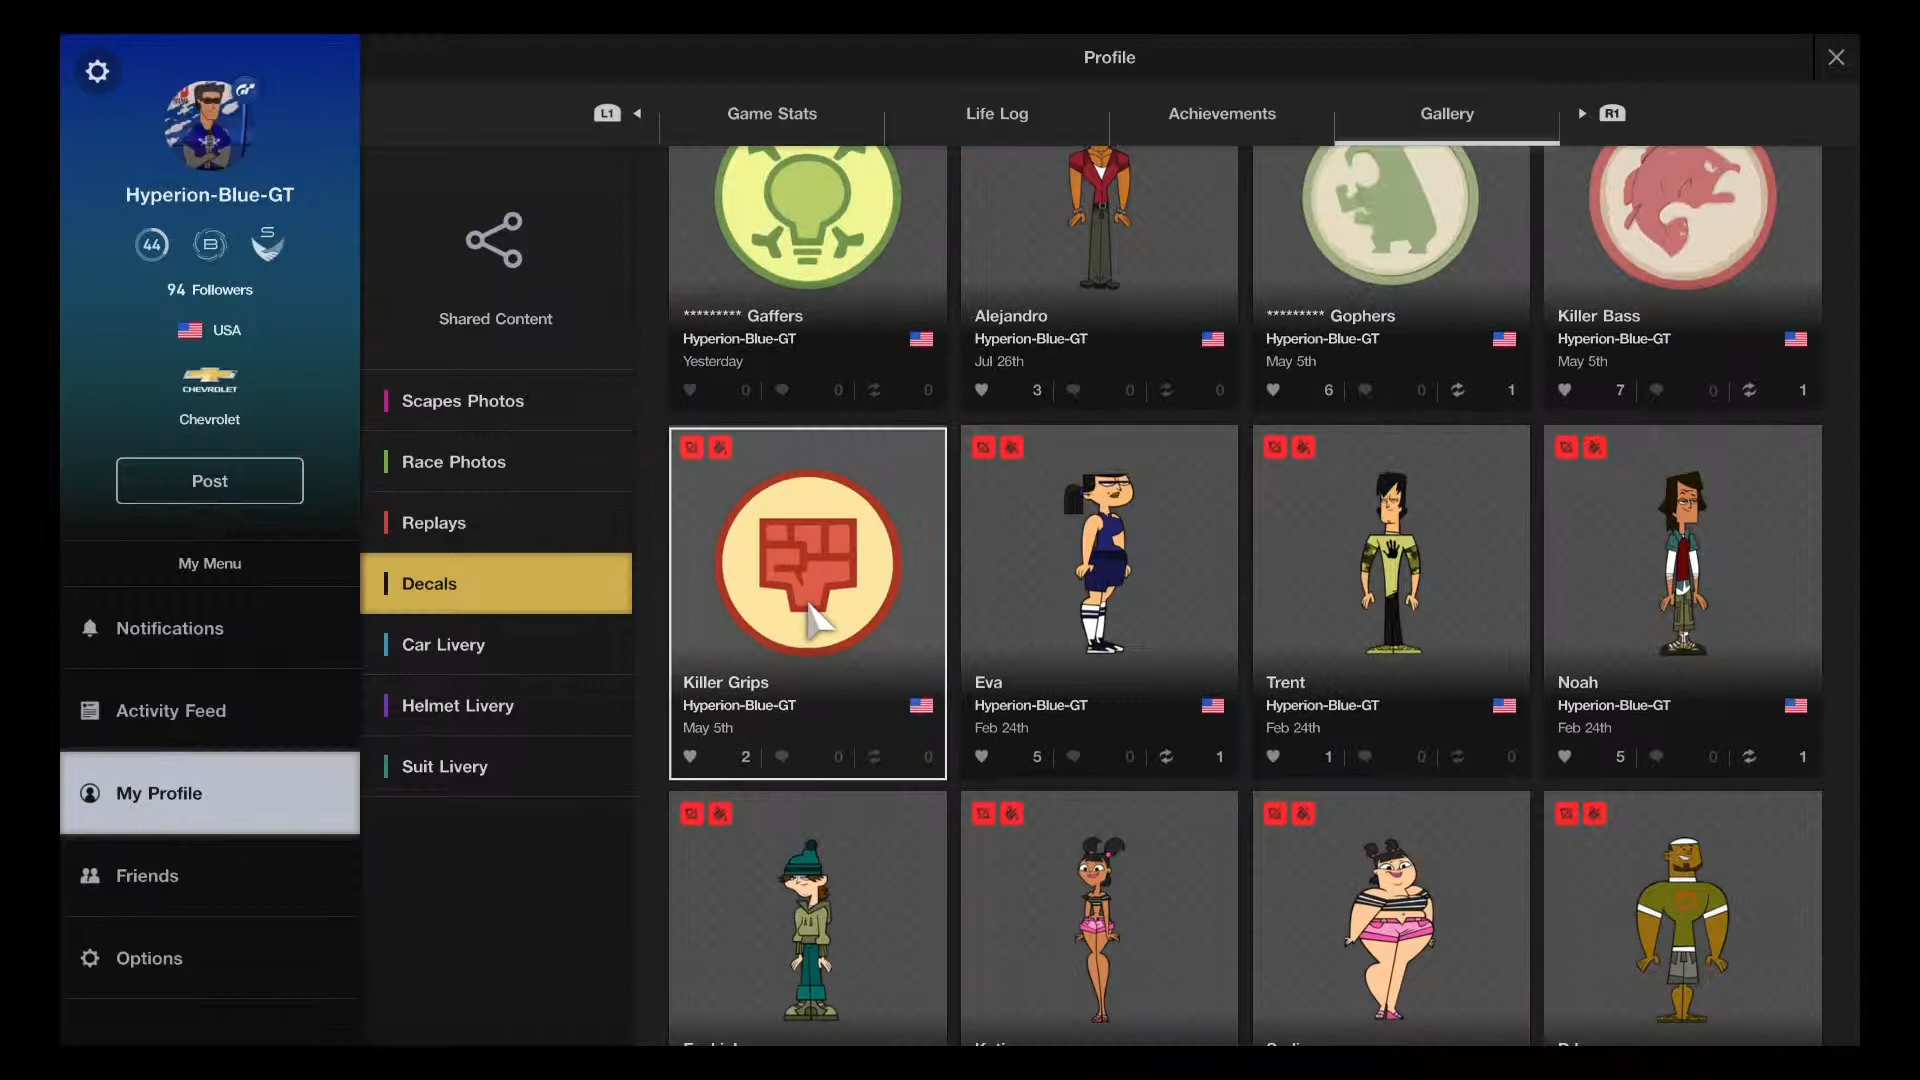 Profile
L1
Game Stats
Life Log
Achievements
Gallery
R1
Hyperion-Blue-GT
44
B
S
94 Followers
USA
CHEVROLET
Chevrolet
Post
My Menu
Notifications
Activity Feed
My Profile
Friends
Options
Shared Content
Scapes Photos
Race Photos
Replays
Decals
Car Livery
Helmet Livery
Suit Livery
********* Gaffers
Hyperion-Blue-GT
Yesterday
0 0 0
Alejandro
Hyperion-Blue-GT
Jul 26th
3 0 0
********* Gophers
Hyperion-Blue-GT
May 5th
6 0 1
Killer Bass
Hyperion-Blue-GT
May 5th
7 0 1
Killer Grips
Hyperion-Blue-GT
May 5th
2 0 0
Eva
Hyperion-Blue-GT
Feb 24th
5 0 1
Trent
Hyperion-Blue-GT
Feb 24th
1 0 0
Noah
Hyperion-Blue-GT
Feb 24th
5 0 1